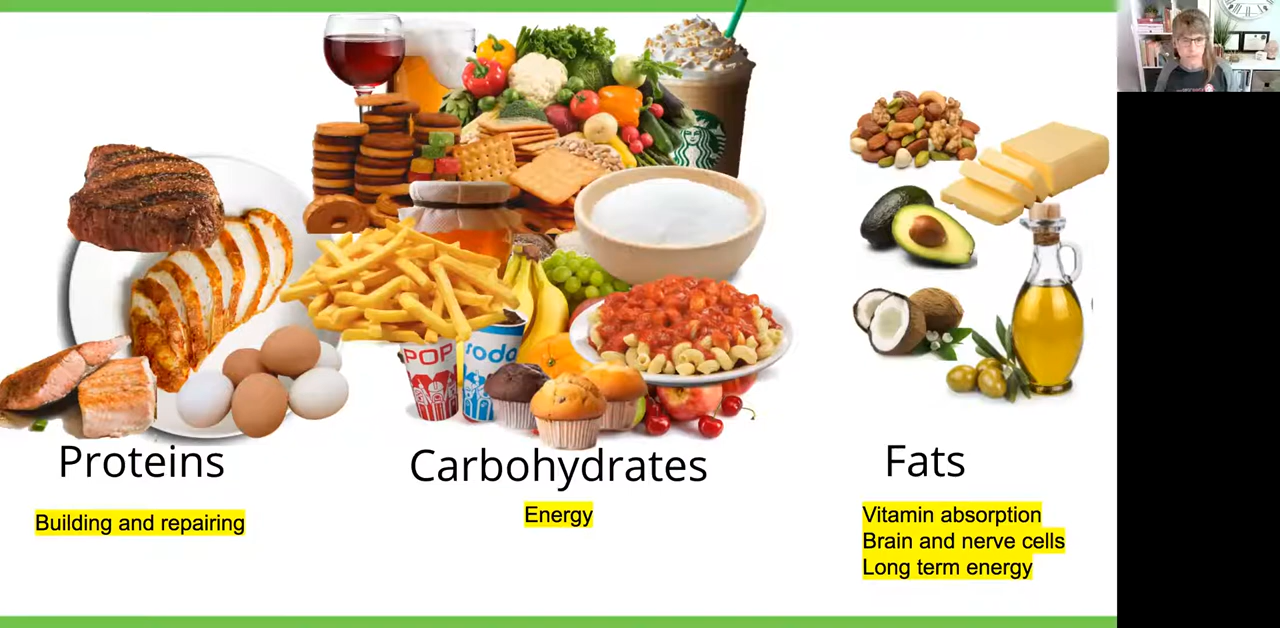 POP
soda
Proteins
Carbohydrates
Fats
Building and repairing
Energy
Vitamin absorption
Brain and nerve cells
Long term energy